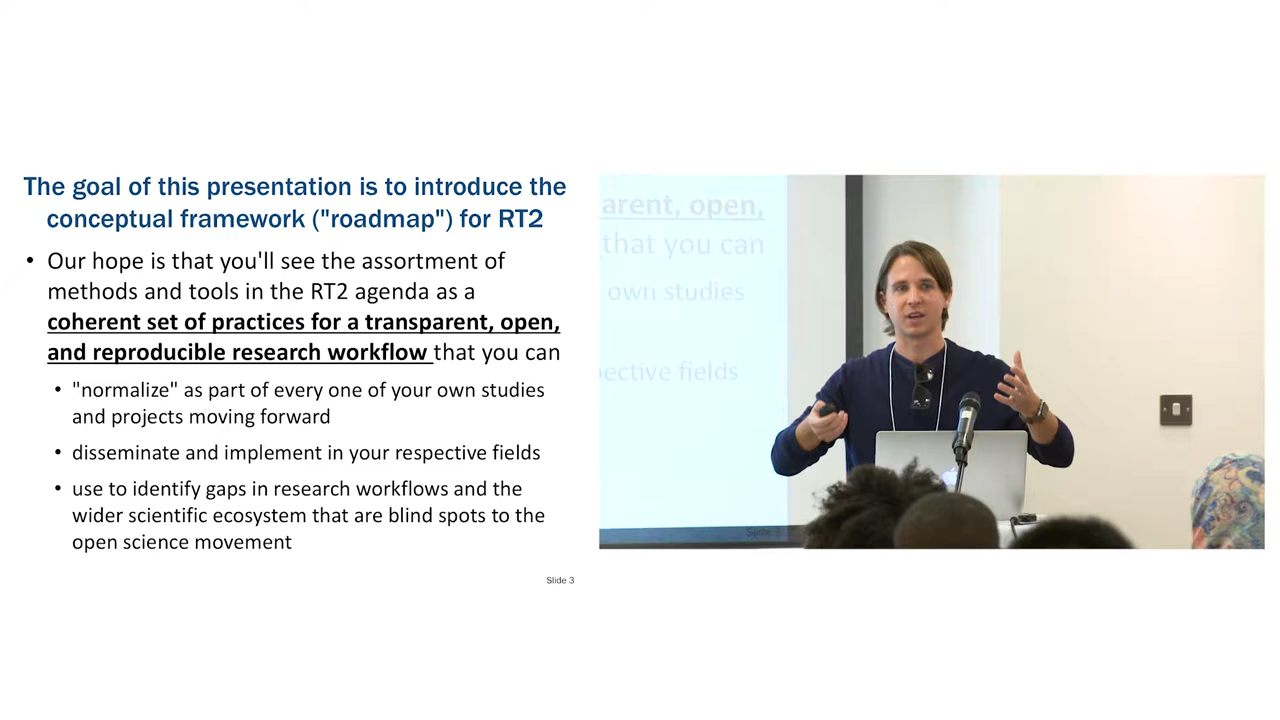 The goal of this presentation is to introduce the
conceptual framework ("roadmap") for RT2
• Our hope is that you'll see the assortment of
methods and tools in the RT2 agenda as a
coherent set of practices for a transparent, open,
and reproducible research workflow that you can
• "normalize" as part of every one of your own studies
and projects moving forward
• disseminate and implement in your respective fields
• use to identify gaps in research workflows and the
wider scientific ecosystem that are blind spots to the
open science movement
Slide 3
arent, open,
that you can
own studies
pective fields
Slide 3